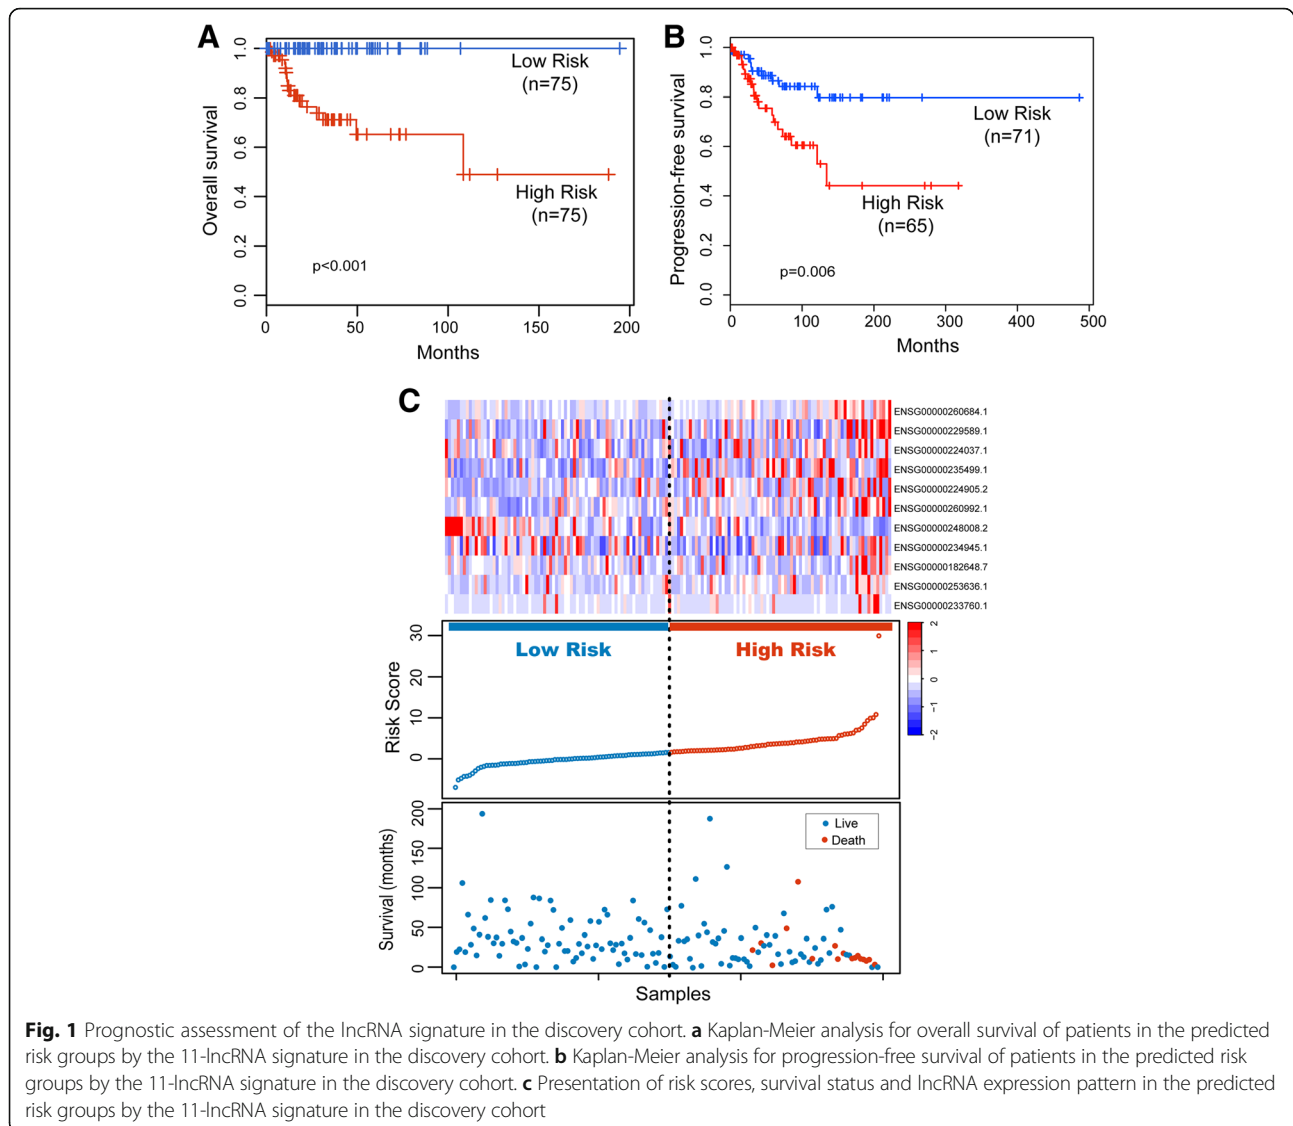 A
Overall survival
1.0
0.8
0.6
0.4
0.2
0.0
Low Risk
(n=75)
High Risk
(n=75)
p<0.001
0 50 100 150 200
Months
B
Progression-free survival
1.0
0.8
0.6
0.4
0.2
0.0
Low Risk
(n=71)
High Risk
(n=65)
p=0.006
0 100 200 300 400 500
Months
C
ENSG00000260684.1
ENSG00000229589.1
ENSG00000224037.1
ENSG00000235499.1
ENSG00000224905.2
ENSG00000260992.1
ENSG00000248008.2
ENSG00000234945.1
ENSG00000182648.7
ENSG00000253636.1
ENSG00000233760.1
Risk Score
30
20
10
0
Low Risk
High Risk
2
1
0
−1
−2
Survival (months)
200
150
100
50
0
Live
Death
Samples
Fig. 1 Prognostic assessment of the lncRNA signature in the discovery cohort. a Kaplan-Meier analysis for overall survival of patients in the predicted
risk groups by the 11-lncRNA signature in the discovery cohort. b Kaplan-Meier analysis for progression-free survival of patients in the predicted risk
groups by the 11-lncRNA signature in the discovery cohort. c Presentation of risk scores, survival status and lncRNA expression pattern in the predicted
risk groups by the 11-lncRNA signature in the discovery cohort